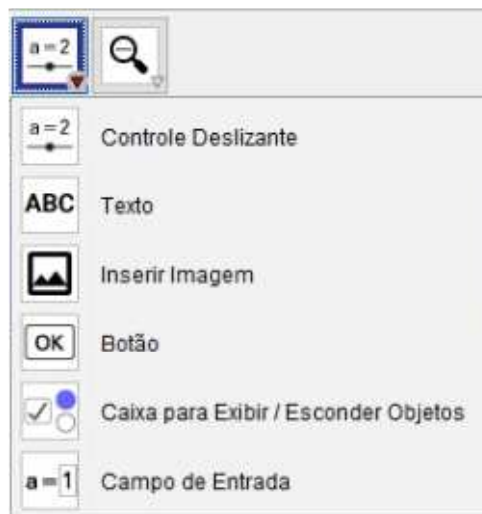 a=2
a=2 Controle Deslizante
ABC Texto
Inserir Imagem
OK Botão
Caixa para Exibir / Esconder Objetos
a=1 Campo de Entrada